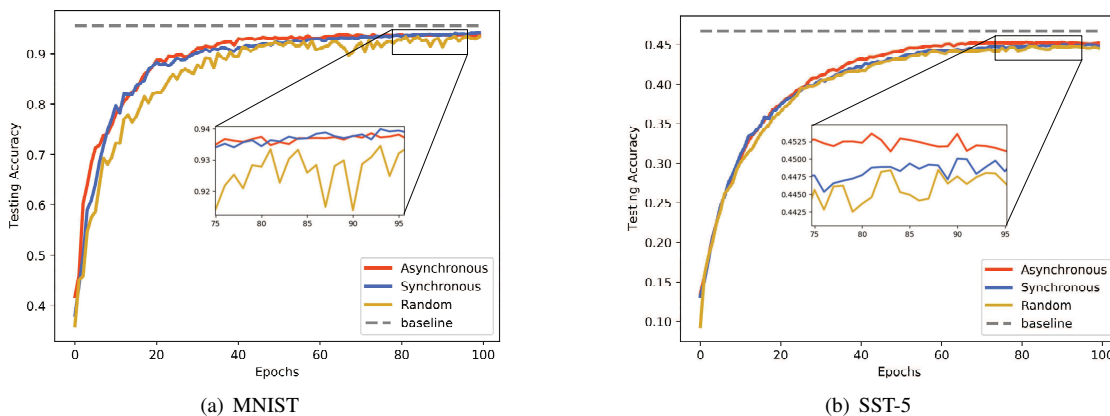 0.9
0.8
0.7
0.6
0.5
0.4
Testing Accuracy
0.94
0.93
0.92
75 80 85 90 95
Asynchronous
Synchronous
Random
baseline
0 20 40 60 80 100
Epochs
(a) MNIST
0.45
0.40
0.35
0.30
0.25
0.20
0.15
0.10
Testing Accuracy
0.4525
0.4500
0.4475
0.4450
0.4425
75 80 85 90 95
Asynchronous
Synchronous
Random
baseline
0 20 40 60 80 100
Epochs
(b) SST-5